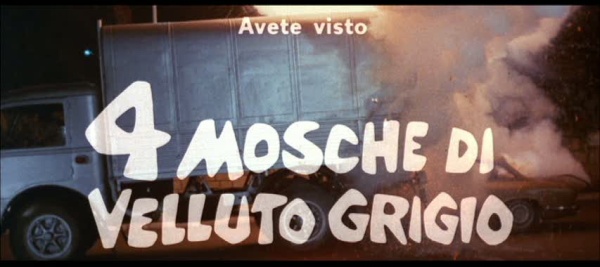 Avete visto
4 MOSCHE DI
VELLUTO GRIGIO